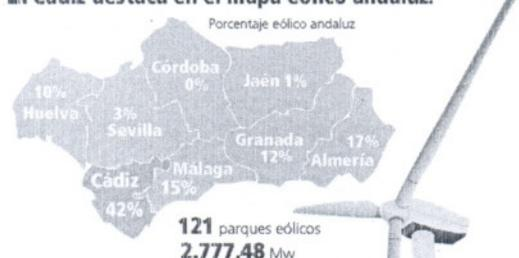 Cádiz destaca en el mapa eólico andaluz.
Porcentaje eólico andaluz
Córdoba
0%
Jaén 1%
10%
Huelva
3%
Sevilla
Granada
12%
17%
Almería
Cádiz
42%
Málaga
15%
121 parques eólicos
2.777,48 Mw